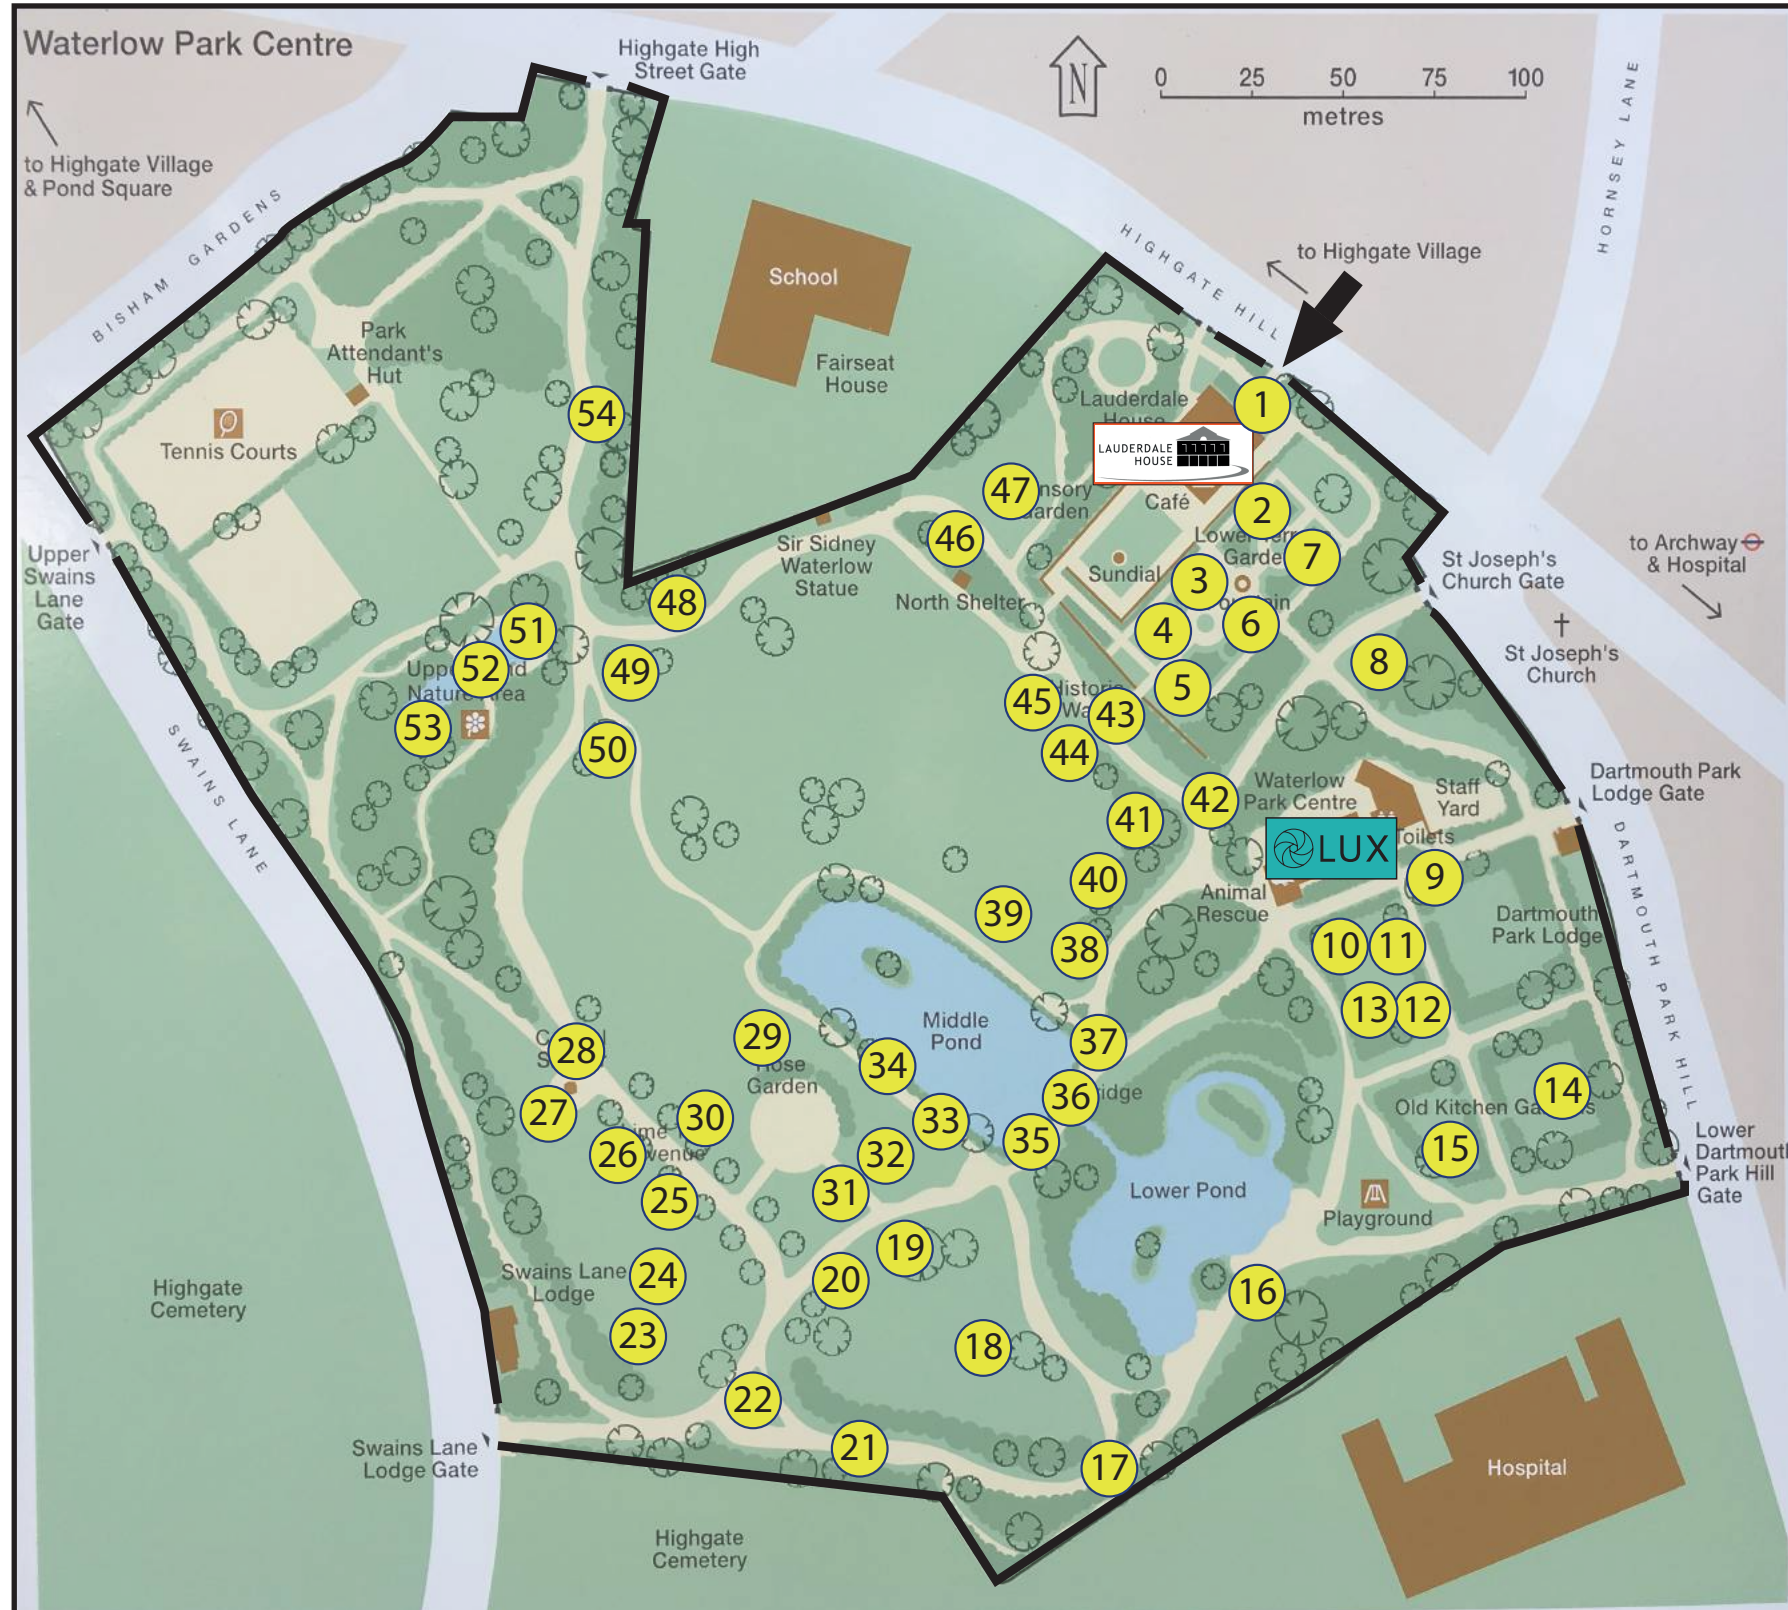 Waterlow Park Centre
Highgate High
Street Gate
N
0 25 50 75 100
metres
HORNSEY LANE
to Highgate Village
& Pond Square
BISHAM GARDENS
HIGHGATE HILL
to Highgate Village
School
Fairseat
House
Park
Attendant's
Hut
Tennis Courts
54
Lauderdale
House
1
LAUDERDALE
HOUSE
47
Garden
Café
2
46
Sir Sidney
Waterlow
Statue
Lower
7
Sundial
3
North Shelter
4
6
5
48
49
50
51
52
Nature Area
53
Upper
Swains
Lane
Gate
SWAINS LANE
St Joseph's
Church Gate
to Archway
& Hospital
St Joseph's
Church
8
45
43
44
42
41
Waterlow
Park Centre
Staff
Yard
Dartmouth Park
Lodge Gate
LUX
Toilets
9
40
39
38
Animal
Rescue
Dartmouth
Park Lodge
DARTMOUTH PARK HILL
10
11
13
12
Middle
Pond
37
36
35
34
33
29
Rose
Garden
28
27
30
26
25
32
31
14
Old Kitchen Gardens
15
Lower
Dartmouth
Park Hill
Gate
Lower Pond
Playground
16
19
20
18
24
Swains Lane
Lodge
23
22
21
17
Highgate
Cemetery
Swains Lane
Lodge Gate
Highgate
Cemetery
Hospital